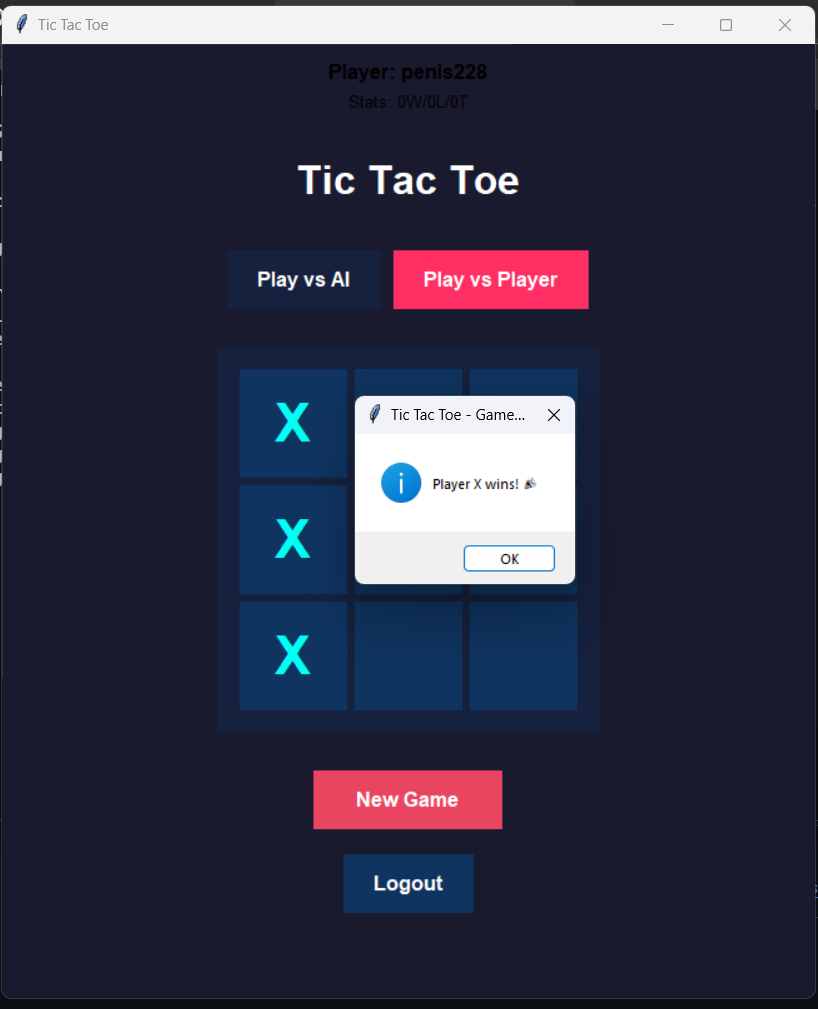 Tic Tac Toe
Player: penis228
Stats: 0W/0L/0T
Tic Tac Toe
Play vs AI Play vs Player
X
Tic Tac Toe - Game...
Player X wins! 🎉
X
OK
X
New Game
Logout